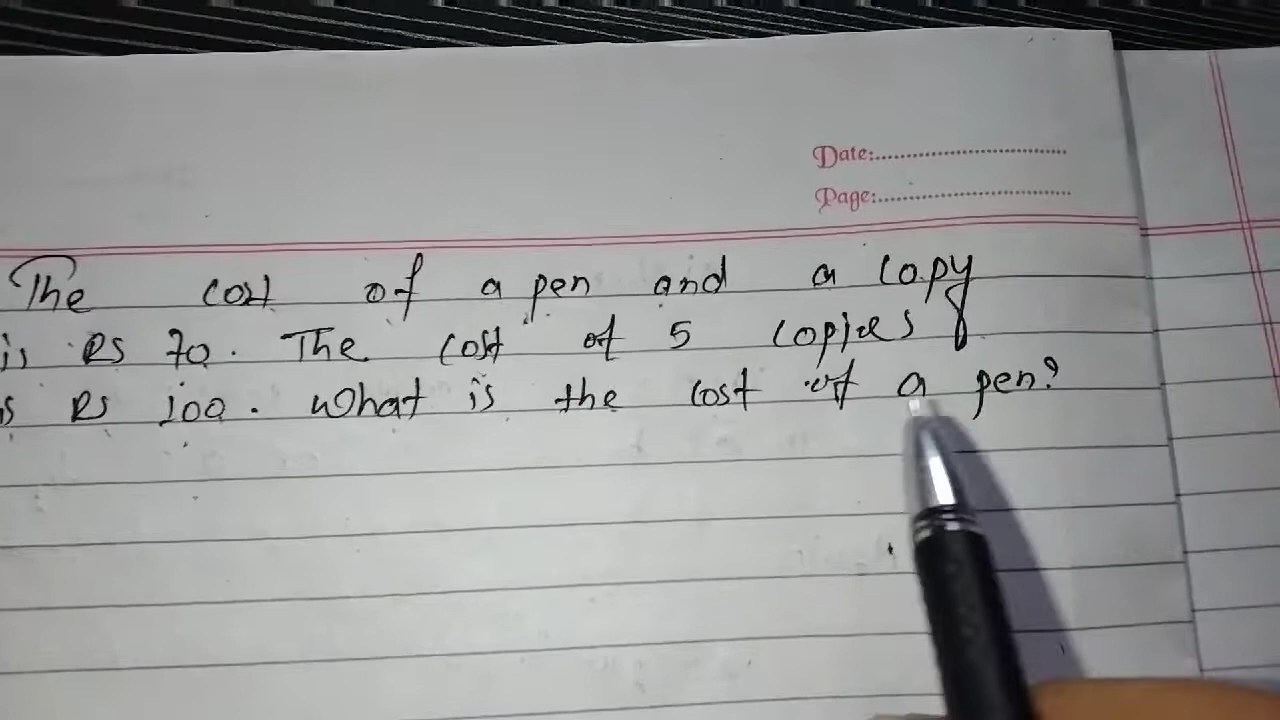 Date:
Page:
The cost of a pen and a copy
is RS 70. The cost of 5 copies
RS 100. What is the cost of a pen?